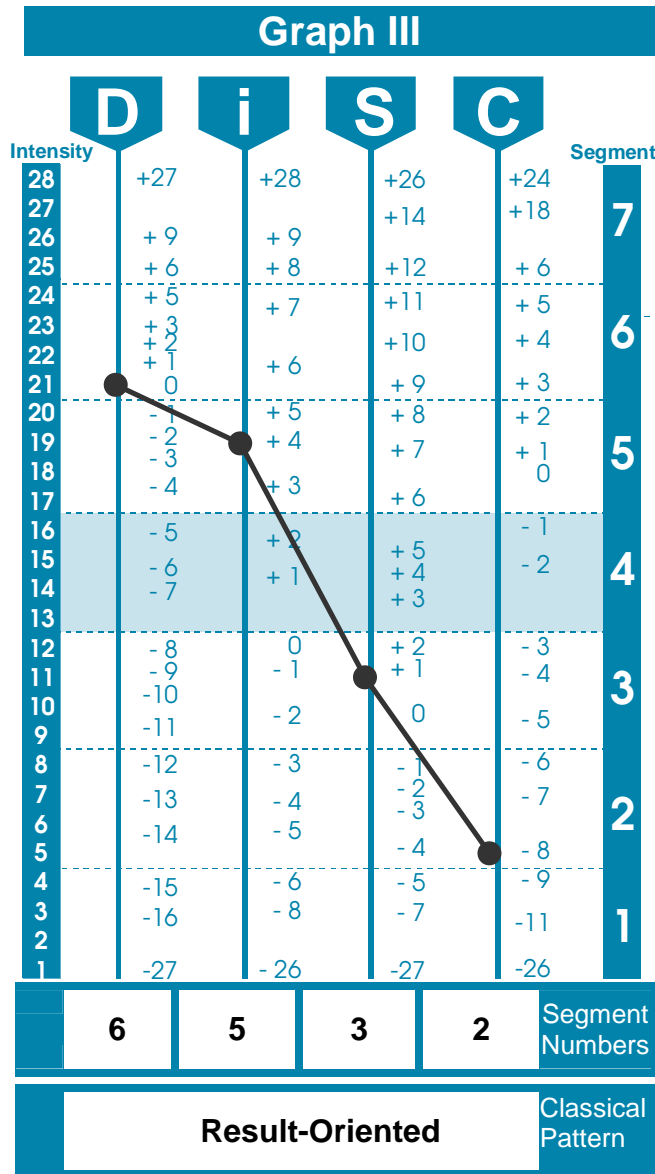 Graph III
D i S C
Intensity Segment
28 +27 +28 +26 +24
27 +14 +18 7
26 + 9 + 9
25 + 6 + 8 +12 + 6
24 + 5 + 7 +11 + 5
23 + 3 6
+ 2 +10 + 4
22 + 1 + 6
21 0 + 9 + 3
20 - 1 + 5 + 8 + 2
19 - 2 + 4 + 7 + 1 5
18 - 3 0
17 - 4 + 3 + 6
16 - 5 + 2 - 1
15 - 6 + 1 + 5 - 2 4
14 - 7 + 4
13 + 3
12 - 8 0 + 2 - 3
11 - 9 - 1 + 1 - 4 3
10 -10 - 2 0 - 5
9 -11
8 -12 - 3 - 1 - 6
7 -13 - 4 - 2 - 7
- 3 2
6 -14 - 5
5 - 4 - 8
4 -15 - 6 - 5 - 9
3 -16 - 8 - 7 -11 1
2
1 -27 - 26 -27 -26
6 5 3 2 Segment
Numbers
Result-Oriented Classical
Pattern